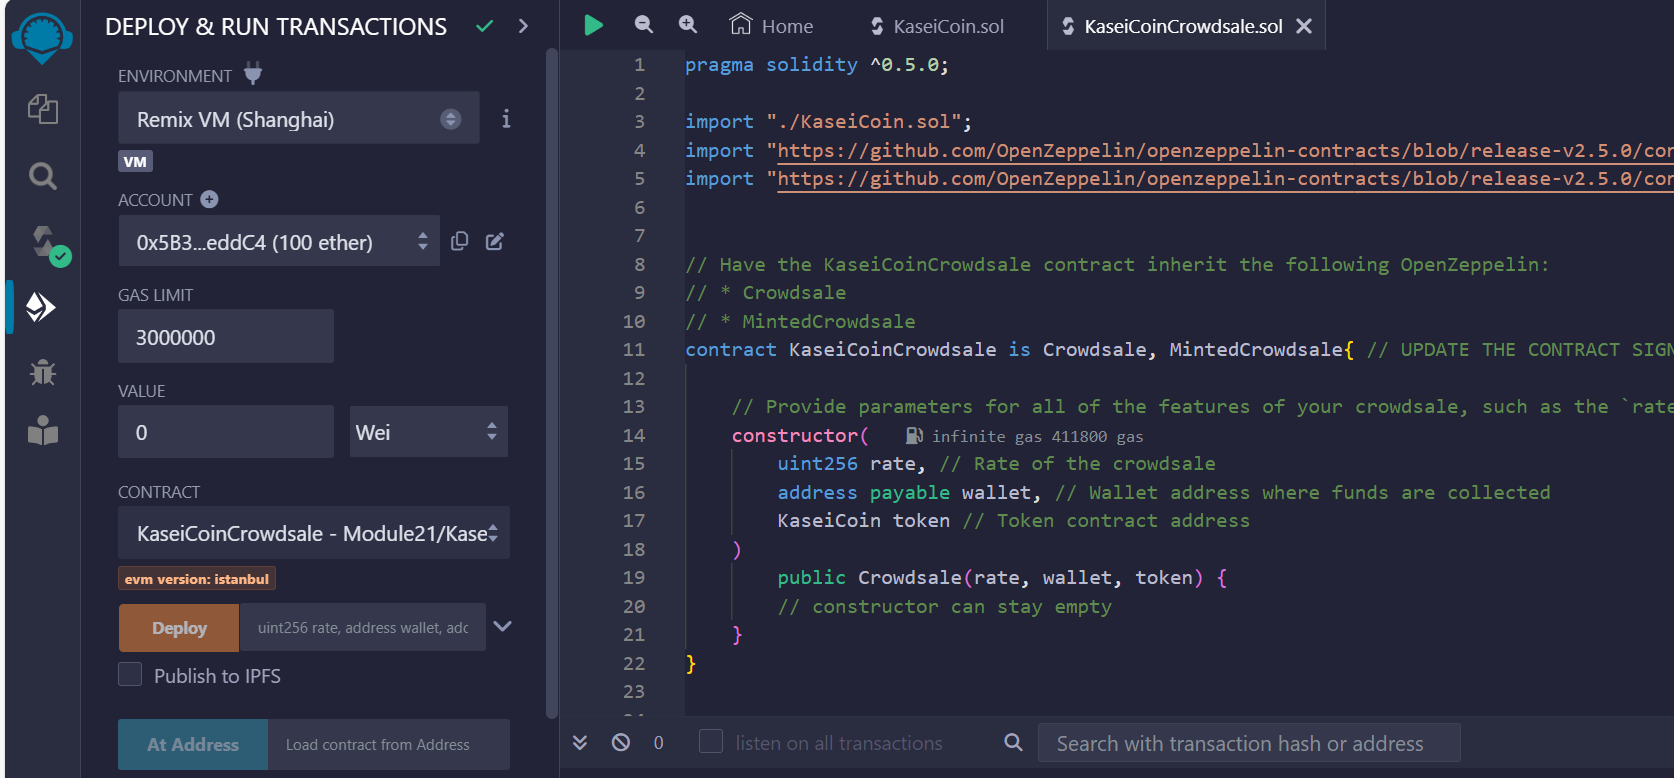 DEPLOY & RUN TRANSACTIONS
ENVIRONMENT
Remix VM (Shanghai)
VM
ACCOUNT
0x5B3...eddC4 (100 ether)
GAS LIMIT
3000000
VALUE
0
Wei
CONTRACT
KaseiCoinCrowdsale - Module21/Kase
evm version: istanbul
Deploy
uint256 rate, address wallet, adc
Publish to IPFS
At Address
Load contract from Address
Home
KaseiCoin.sol
KaseiCoinCrowdsale.sol
1 pragma solidity ^0.5.0;
2
3 import "./KaseiCoin.sol";
4 import "https://github.com/OpenZeppelin/openzeppelin-contracts/blob/release-v2.5.0/con
5 import "https://github.com/OpenZeppelin/openzeppelin-contracts/blob/release-v2.5.0/con
6
7
8 // Have the KaseiCoinCrowdsale contract inherit the following OpenZeppelin:
9 // * Crowdsale
10 // * MintedCrowdsale
11 contract KaseiCoinCrowdsale is Crowdsale, MintedCrowdsale{ // UPDATE THE CONTRACT SIGN
12
13 // Provide parameters for all of the features of your crowdsale, such as the `rate
14 constructor( infinite gas 411800 gas
15 uint256 rate, // Rate of the crowdsale
16 address payable wallet, // Wallet address where funds are collected
17 KaseiCoin token // Token contract address
18 )
19 public Crowdsale(rate, wallet, token) {
20 // constructor can stay empty
21 }
22 }
23
0
listen on all transactions
Search with transaction hash or address